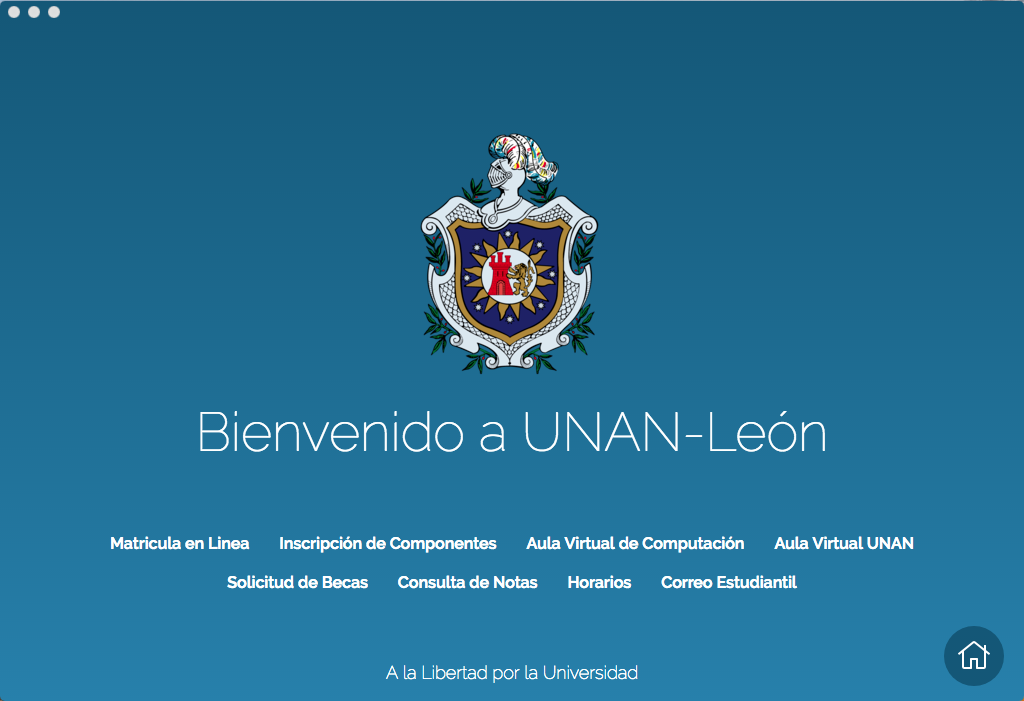 Bienvenido a UNAN-León
Matricula en Linea Inscripción de Componentes Aula Virtual de Computación Aula Virtual UNAN
Solicitud de Becas Consulta de Notas Horarios Correo Estudiantil
A la Libertad por la Universidad